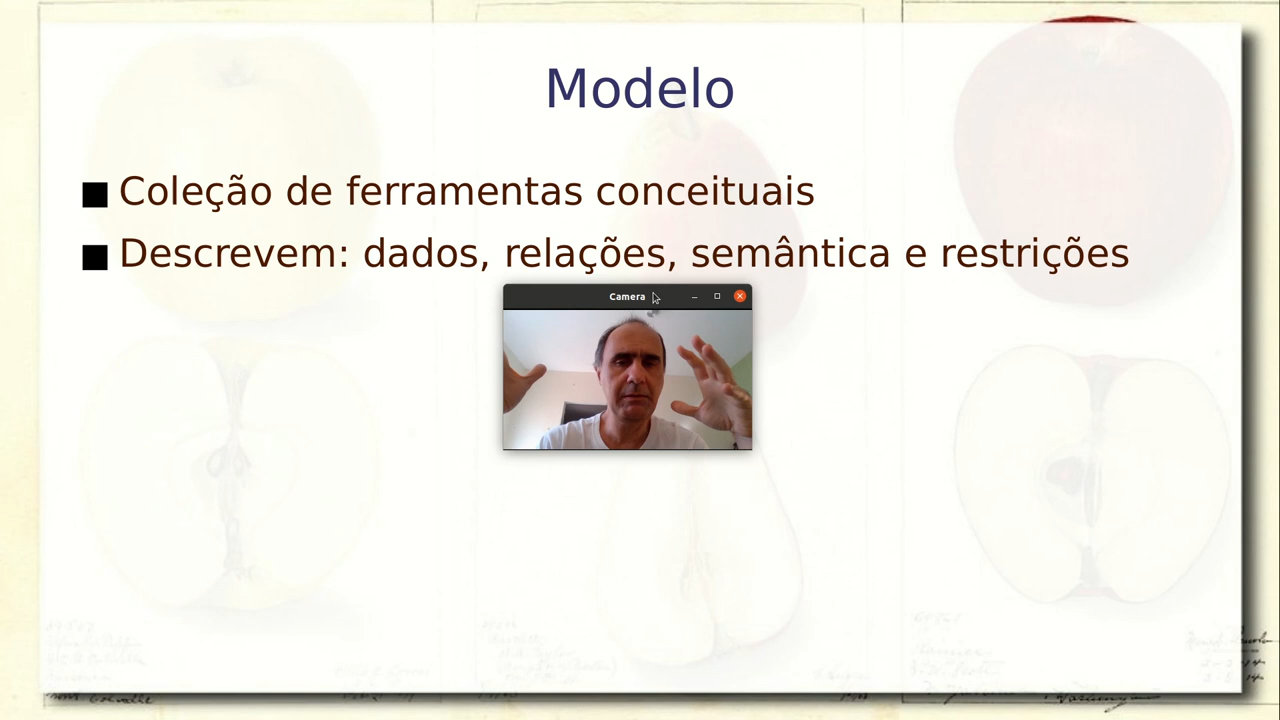 Modelo
Coleção de ferramentas conceituais
Descrevem: dados, relações, semântica e restrições
Camera